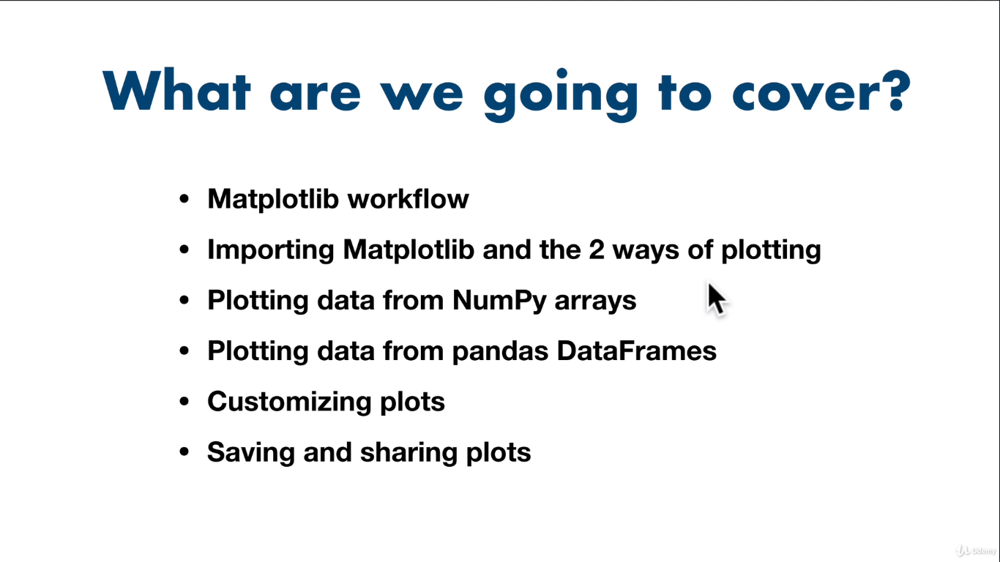 What are we going to cover?
• Matplotlib workflow
• Importing Matplotlib and the 2 ways of plotting
• Plotting data from NumPy arrays
• Plotting data from pandas DataFrames
• Customizing plots
• Saving and sharing plots
Udemy